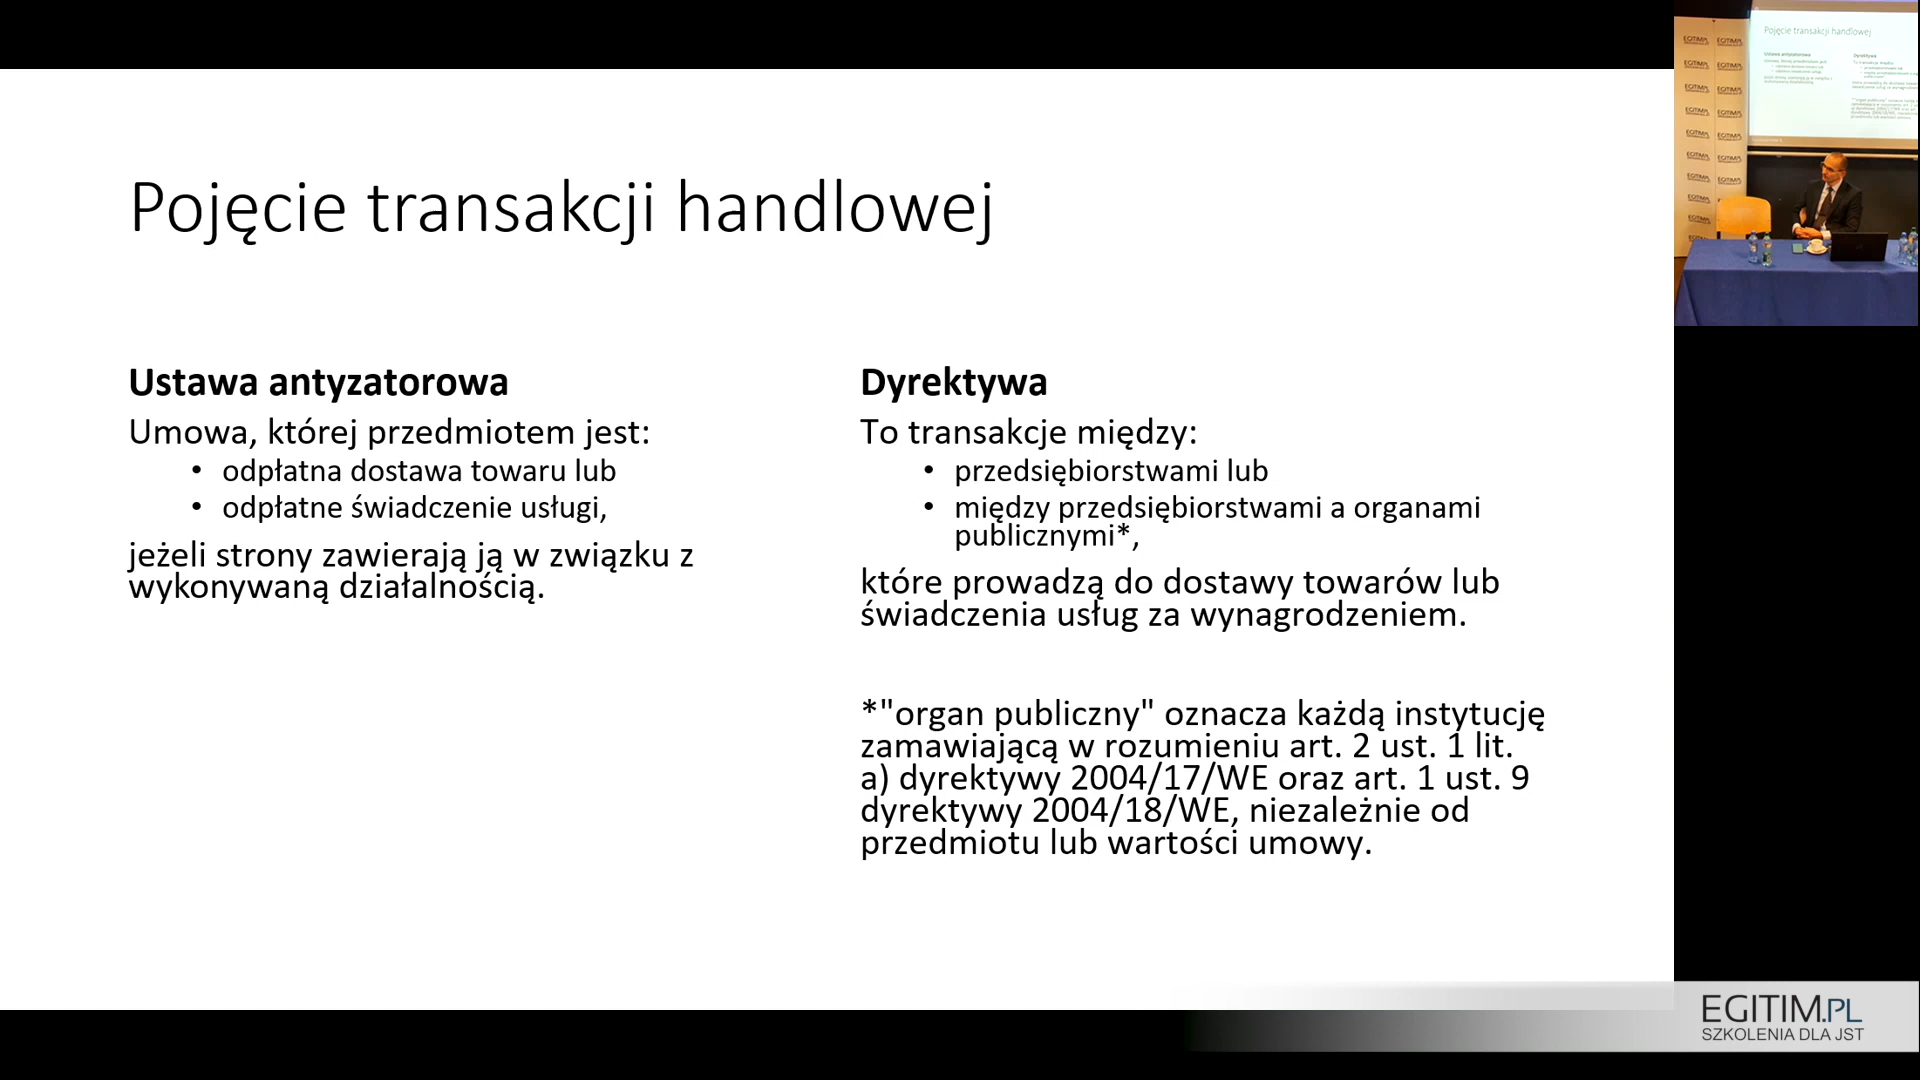 Pojęcie transakcji handlowej
Ustawa antyzatorowa
Umowa, której przedmiotem jest:
• odpłatna dostawa towaru lub
• odpłatne świadczenie usługi,
jeżeli strony zawierają ją w związku z
wykonywaną działalnością.
Dyrektywa
To transakcje między:
• przedsiębiorstwami lub
• między przedsiębiorstwami a organami
publicznymi*,
które prowadzą do dostawy towarów lub
świadczenia usług za wynagrodzeniem.
*"organ publiczny" oznacza każdą instytucję
zamawiającą w rozumieniu art. 2 ust. 1 lit.
a) dyrektywy 2004/17/WE oraz art. 1 ust. 9
dyrektywy 2004/18/WE, niezależnie od
przedmiotu lub wartości umowy.
Pojęcie transakcji handlowej
EGITIM.PL
SZKOLENIA DLA JST